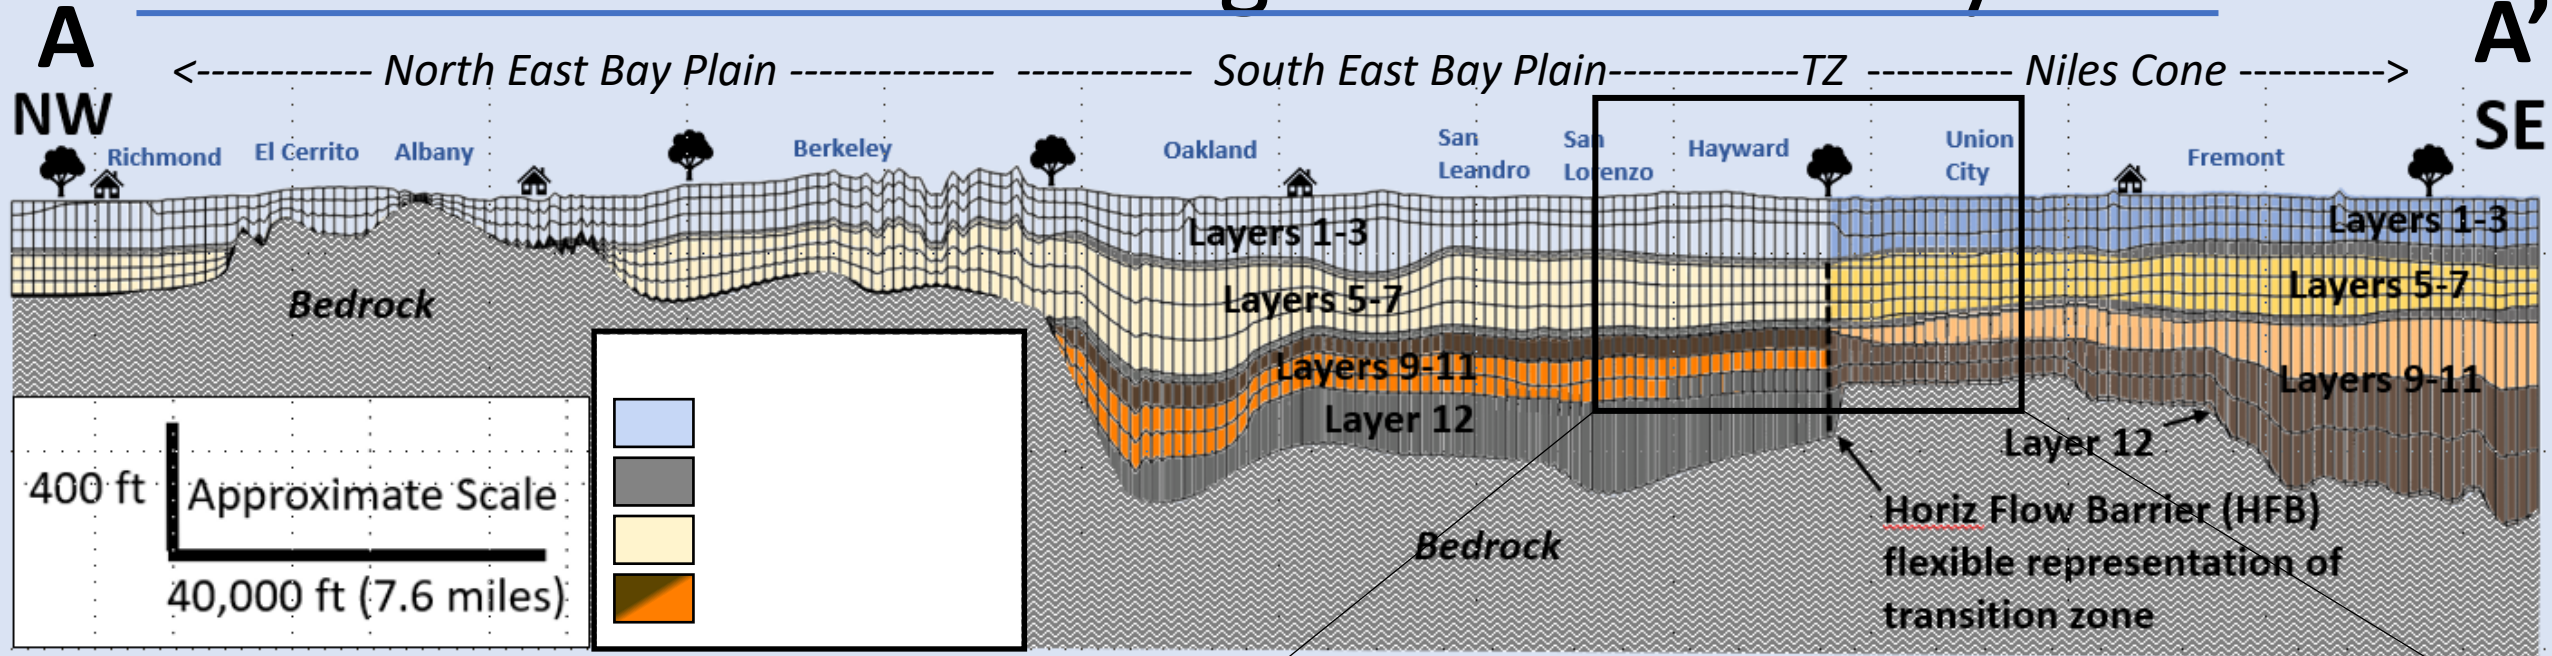 A
A’
<------------ North East Bay Plain -------------- ------------ South East Bay Plain-------------TZ ---------- Niles Cone ---------->
NW
SE
Richmond
El Cerrito
Albany
Berkeley
Oakland
San
Leandro
San
Lorenzo
Hayward
Union
City
Fremont
Layers 1-3
Layers 1-3
Layers 5-7
Layers 5-7
Bedrock
Layers 9-11
Layers 9-11
Layer 12
Layer 12
400 ft
Approximate Scale
40,000 ft (7.6 miles)
Bedrock
Horiz Flow Barrier (HFB)
flexible representation of
transition zone